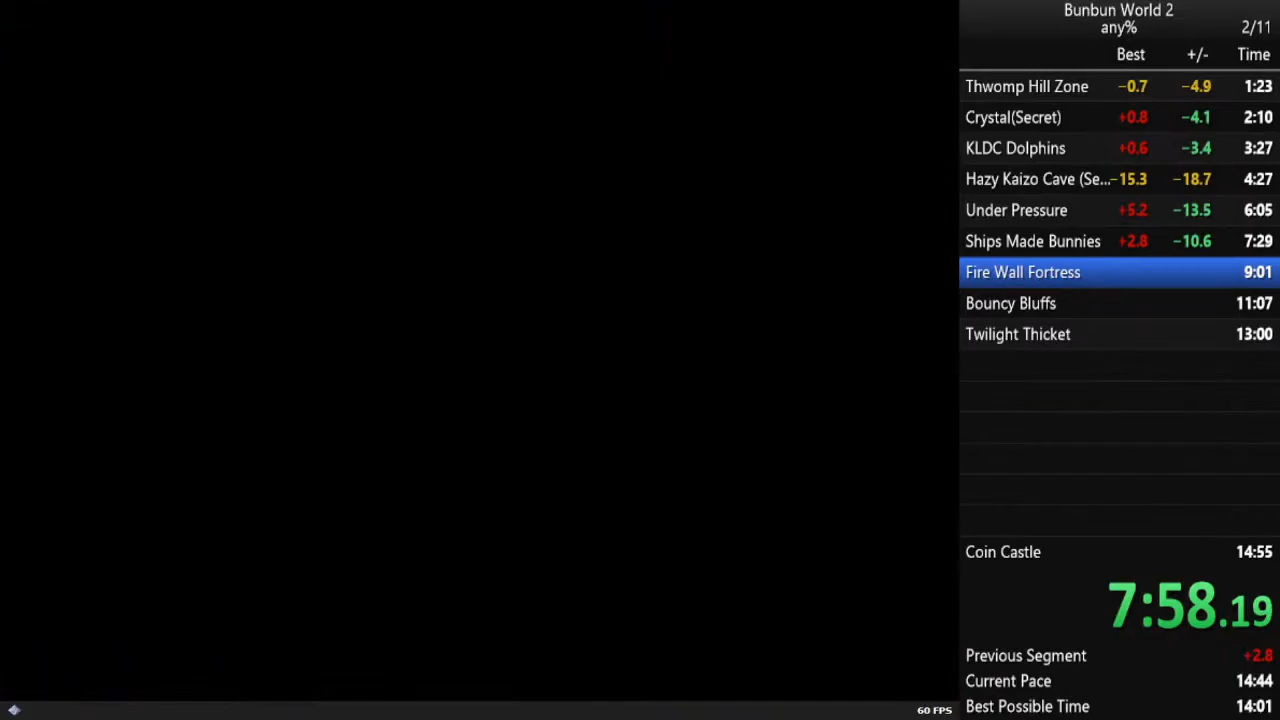 Bunbun World 2
any% 2/11
Best +/- Time
Thwomp Hill Zone −0.7 −4.9 1:23
Crystal(Secret) +0.8 −4.1 2:10
KLDC Dolphins +0.6 −3.4 3:27
Hazy Kaizo Cave (Se... −15.3 −18.7 4:27
Under Pressure +5.2 −13.5 6:05
Ships Made Bunnies +2.8 −10.6 7:29
Fire Wall Fortress 9:01
Bouncy Bluffs 11:07
Twilight Thicket 13:00
Coin Castle 14:55
7:58.19
Previous Segment +2.8
Current Pace 14:44
Best Possible Time 14:01
60 FPS